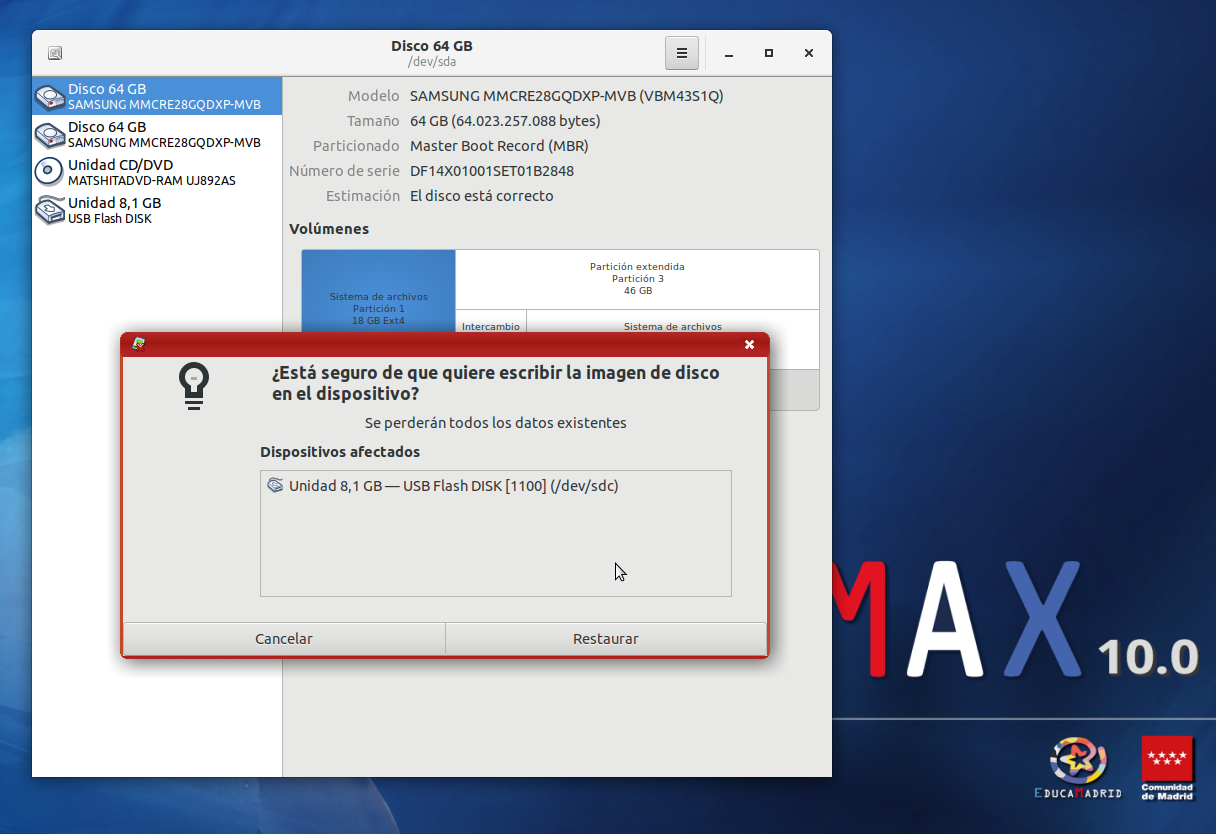 Disco 64 GB
/dev/sda
Disco 64 GB
SAMSUNG MMCRE28GQDXP-MVB
Disco 64 GB
SAMSUNG MMCRE28GQDXP-MVB
Unidad CD/DVD
MATSHITADVD-RAM UJ892AS
Unidad 8,1 GB
USB Flash DISK
Modelo SAMSUNG MMCRE28GQDXP-MVB (VBM43S1Q)
Tamaño 64 GB (64.023.257.088 bytes)
Particionado Master Boot Record (MBR)
Número de serie DF14X01001SET01B2848
Estimación El disco está correcto
Volúmenes
Sistema de archivos
Partición 1
18 GB Ext4
Partición extendida
Partición 3
46 GB
Intercambio
Sistema de archivos
¿Está seguro de que quiere escribir la imagen de disco
en el dispositivo?
Se perderán todos los datos existentes
Dispositivos afectados
Unidad 8,1 GB — USB Flash DISK [1100] (/dev/sdc)
Cancelar
Restaurar
MAX 10.0
EDUCAMADRID
Comunidad
de Madrid